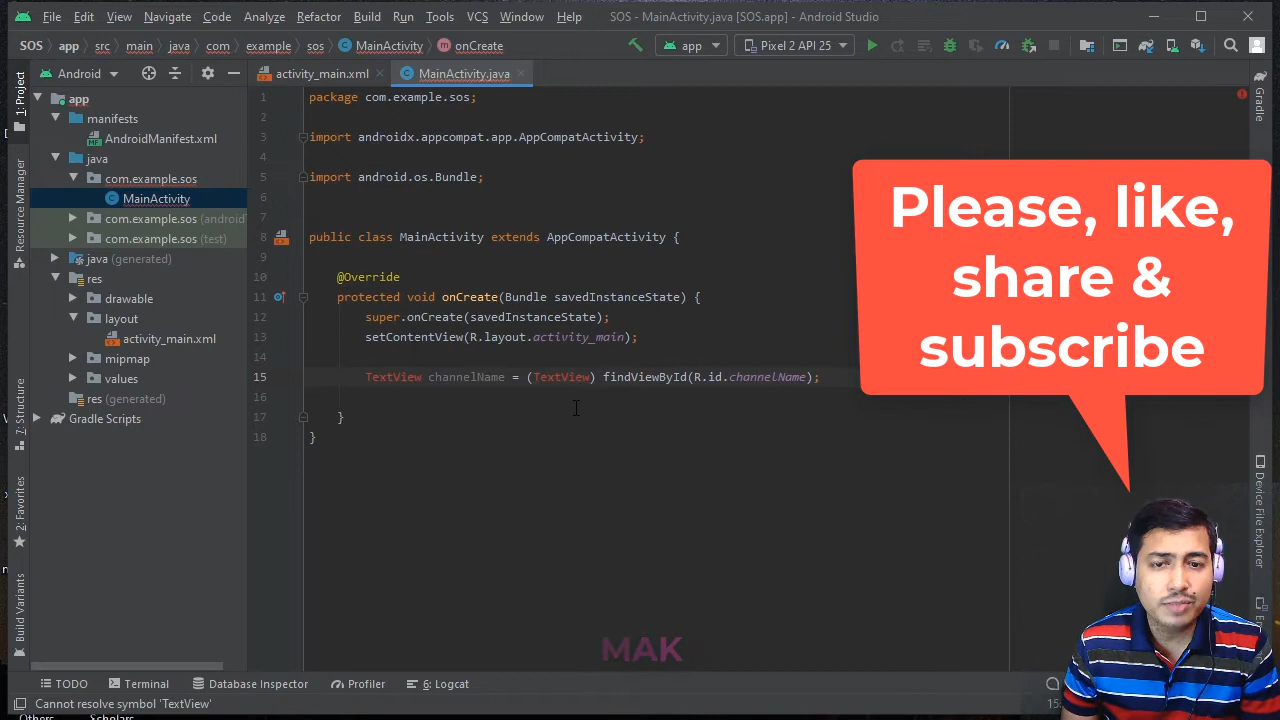 File Edit View Navigate Code Analyze Refactor Build Run Tools VCS Window Help SOS - MainActivity.java [SOS.app] - Android Studio
SOS app src main java com example sos MainActivity onCreate app Pixel 2 API 25
1: Project
Resource Manager
7: Structure
2: Favorites
Build Variants
Android
app
manifests
AndroidManifest.xml
java
com.example.sos
MainActivity
com.example.sos (android
com.example.sos (test)
java (generated)
res
drawable
layout
activity_main.xml
mipmap
values
res (generated)
Gradle Scripts
activity_main.xml MainActivity.java
1 package com.example.sos;
2
3 import androidx.appcompat.app.AppCompatActivity;
4
5 import android.os.Bundle;
6
7
8 public class MainActivity extends AppCompatActivity {
9
10 @Override
11 protected void onCreate(Bundle savedInstanceState) {
12 super.onCreate(savedInstanceState);
13 setContentView(R.layout.activity_main);
14
15 TextView channelName = (TextView) findViewById(R.id.channelName);
16
17 }
18 }
Please, like,
share &
subscribe
Gradle
Device File Explorer
MAK
TODO Terminal Database Inspector Profiler 6: Logcat
Cannot resolve symbol 'TextView'